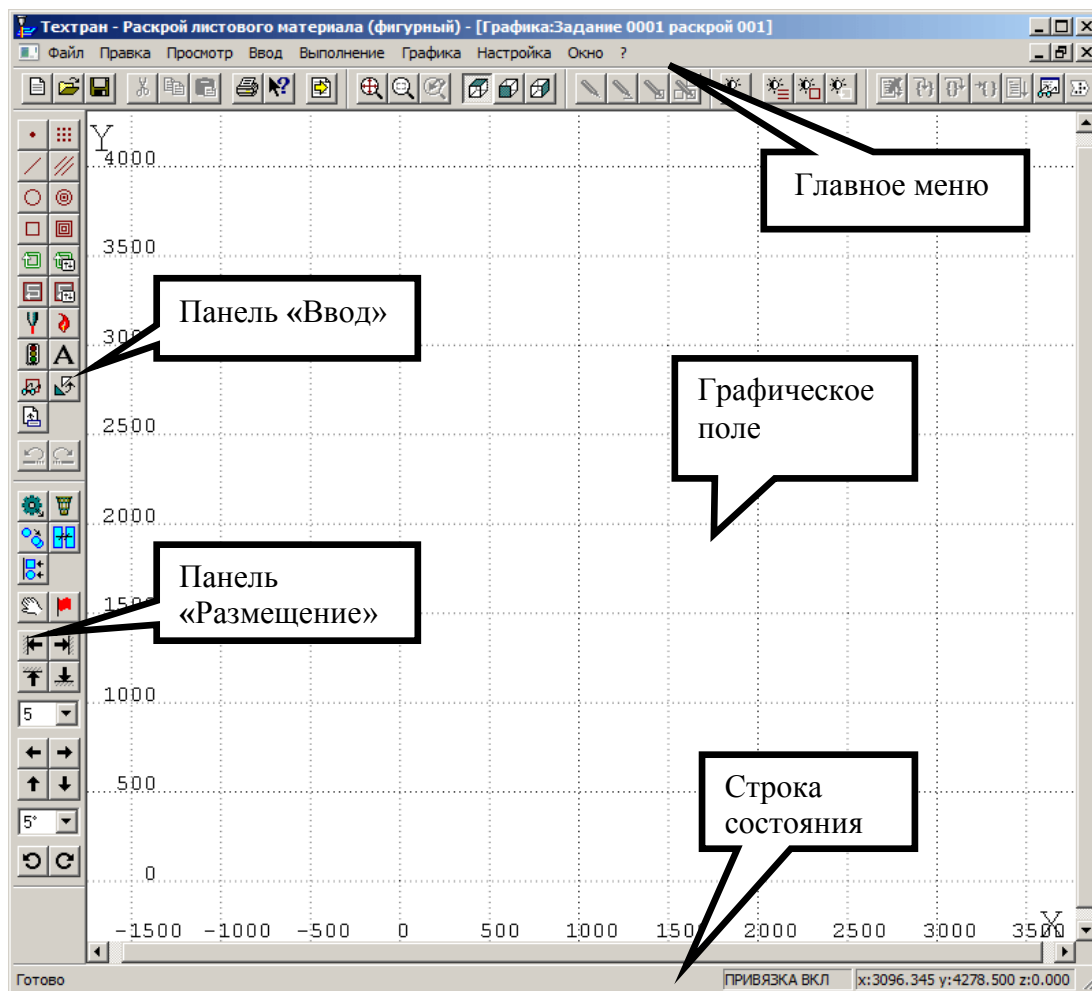 Техтран - Раскрой листового материала (фигурный) - [Графика:Задание 0001 раскрой 001]
Файл Правка Просмотр Ввод Выполнение Графика Настройка Окно ?
Y
4000
Главное меню
3500
Панель «Ввод»
Графическое
поле
2500
2000
Панель
«Размещение»
1000
5
500
Строка
состояния
5°
0
-1500 -1000 -500 0 500 1000 1500 2000 2500 3000 3500 X
Готово ПРИВЯЗКА ВКЛ x:3096.345 y:4278.500 z:0.000